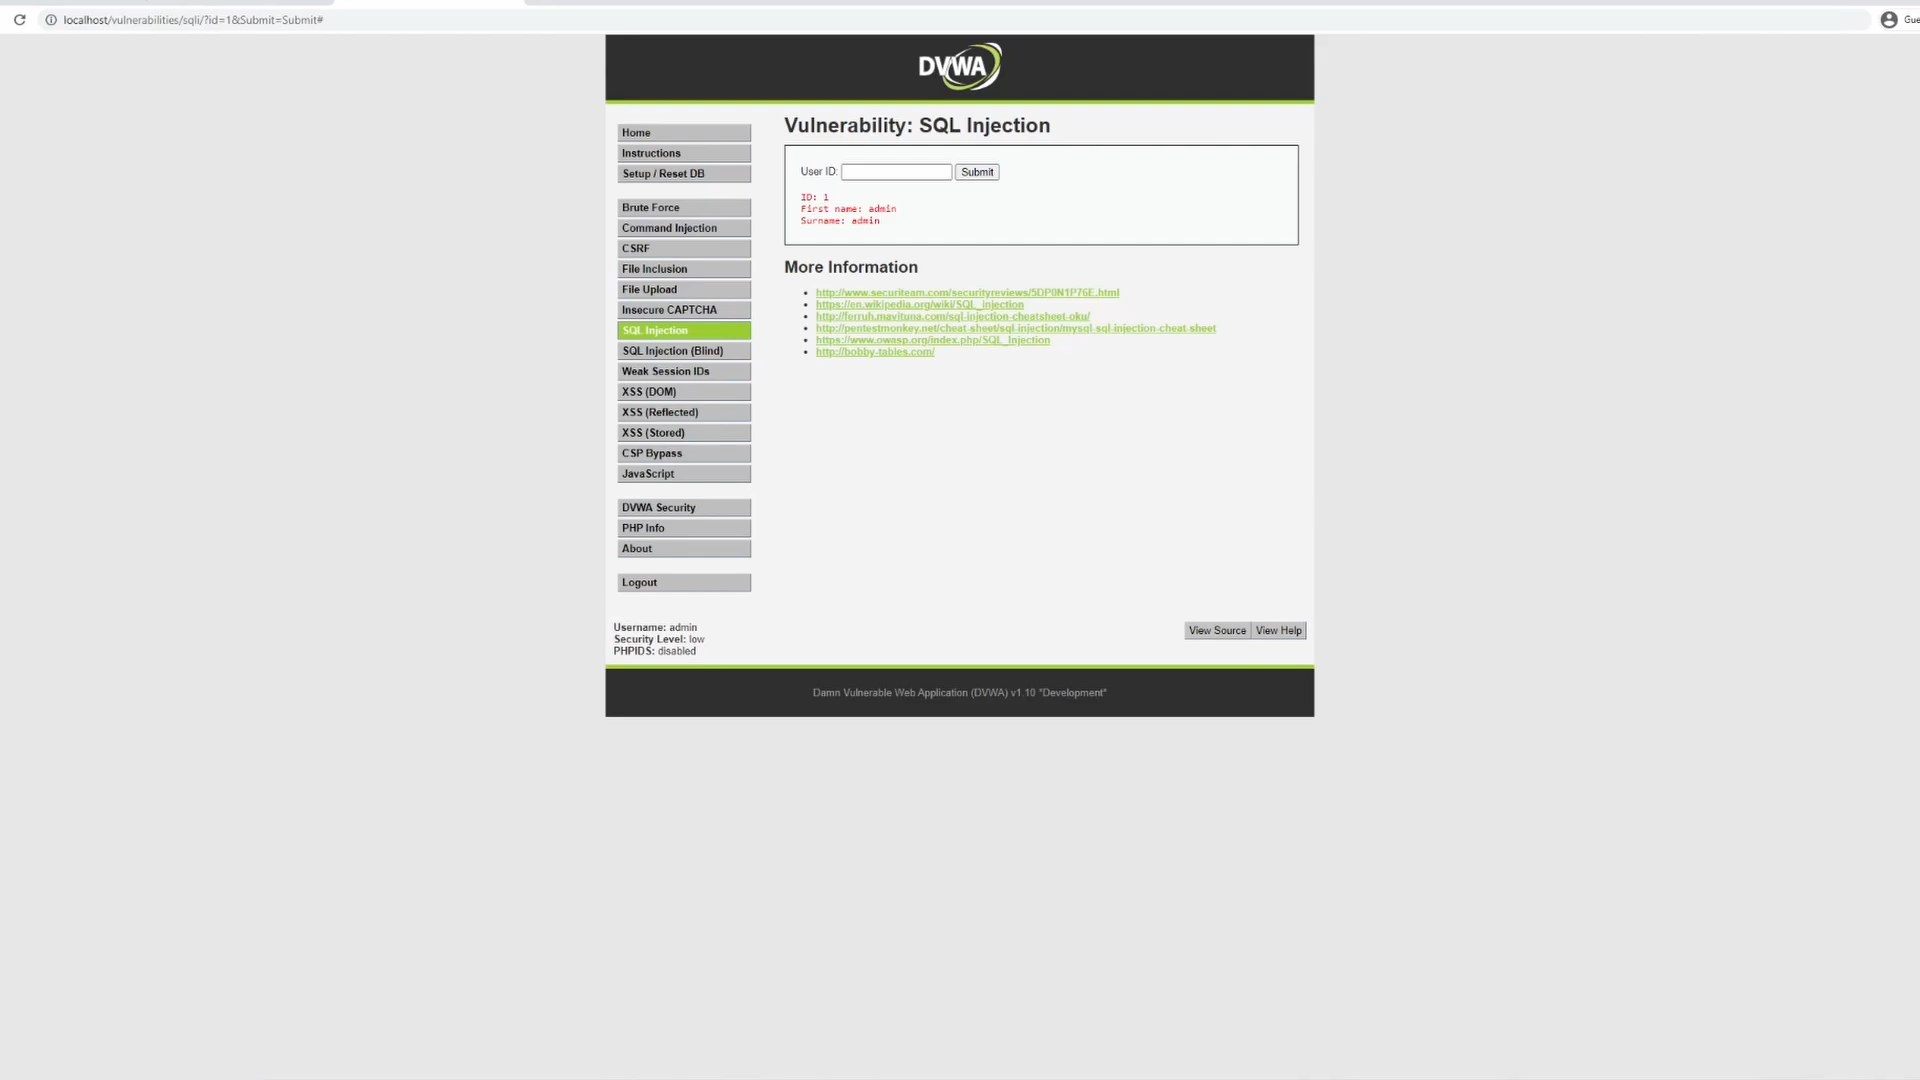 localhost/vulnerabilities/sqli/?id=1&Submit=Submit#
Gue
DVWA
Home
Instructions
Setup / Reset DB
Brute Force
Command Injection
CSRF
File Inclusion
File Upload
Insecure CAPTCHA
SQL Injection
SQL Injection (Blind)
Weak Session IDs
XSS (DOM)
XSS (Reflected)
XSS (Stored)
CSP Bypass
JavaScript
DVWA Security
PHP Info
About
Logout
Vulnerability: SQL Injection
User ID: Submit
ID: 1
First name: admin
Surname: admin
More Information
http://www.securiteam.com/securityreviews/5DP0N1P76E.html
https://en.wikipedia.org/wiki/SQL_injection
http://ferruh.mavituna.com/sql-injection-cheatsheet-oku/
http://pentestmonkey.net/cheat-sheet/sql-injection/mysql-sql-injection-cheat-sheet
https://www.owasp.org/index.php/SQL_Injection
http://bobby-tables.com/
Username: admin
Security Level: low
PHPIDS: disabled
View Source View Help
Damn Vulnerable Web Application (DVWA) v1.10 *Development*